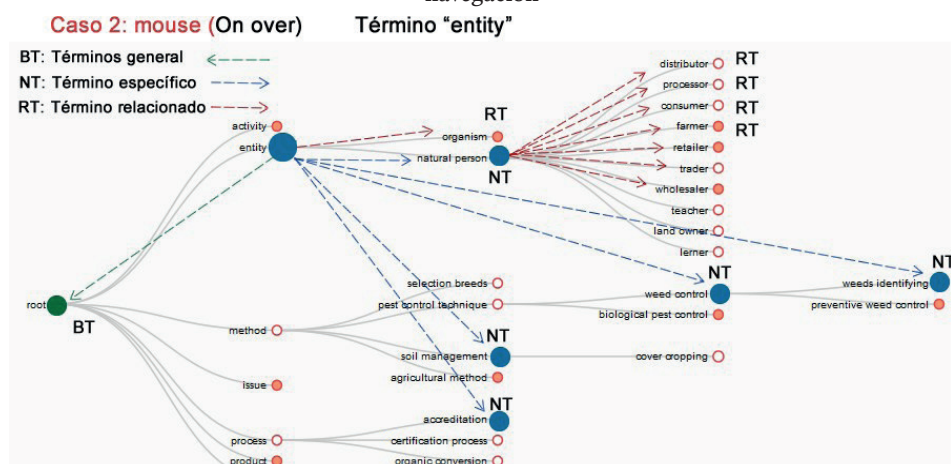 navegación
Caso 2: mouse (On over) Término “entity”
BT: Términos general
NT: Término específico
RT: Término relacionado
distributor RT
processor RT
consumer RT
farmer RT
retailer
trader
wholesaler
teacher
land owner
lerner
RT
activity
organism
entity
natural person
NT
NT
NT
weeds identifying
root
BT
selection breeds
pest control technique
weed control
preventive weed control
biological pest control
method
NT
soil management
cover cropping
agricultural method
issue
NT
accreditation
process
certification process
product
organic conversion